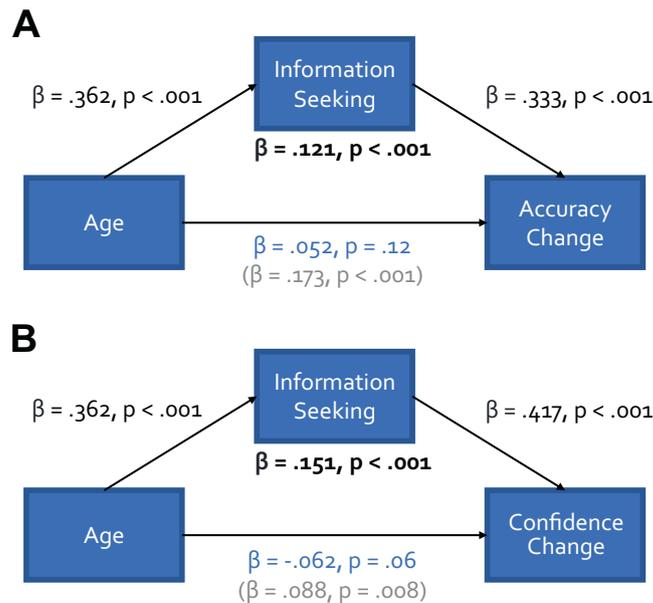 A
Information
Seeking
β = .362, p < .001
β = .333, p < .001
β = .121, p < .001
Age
Accuracy
Change
β = .052, p = .12
(β = .173, p < .001)
B
Information
Seeking
β = .362, p < .001
β = .417, p < .001
β = .151, p < .001
Age
Confidence
Change
β = -.062, p = .06
(β = .088, p = .008)